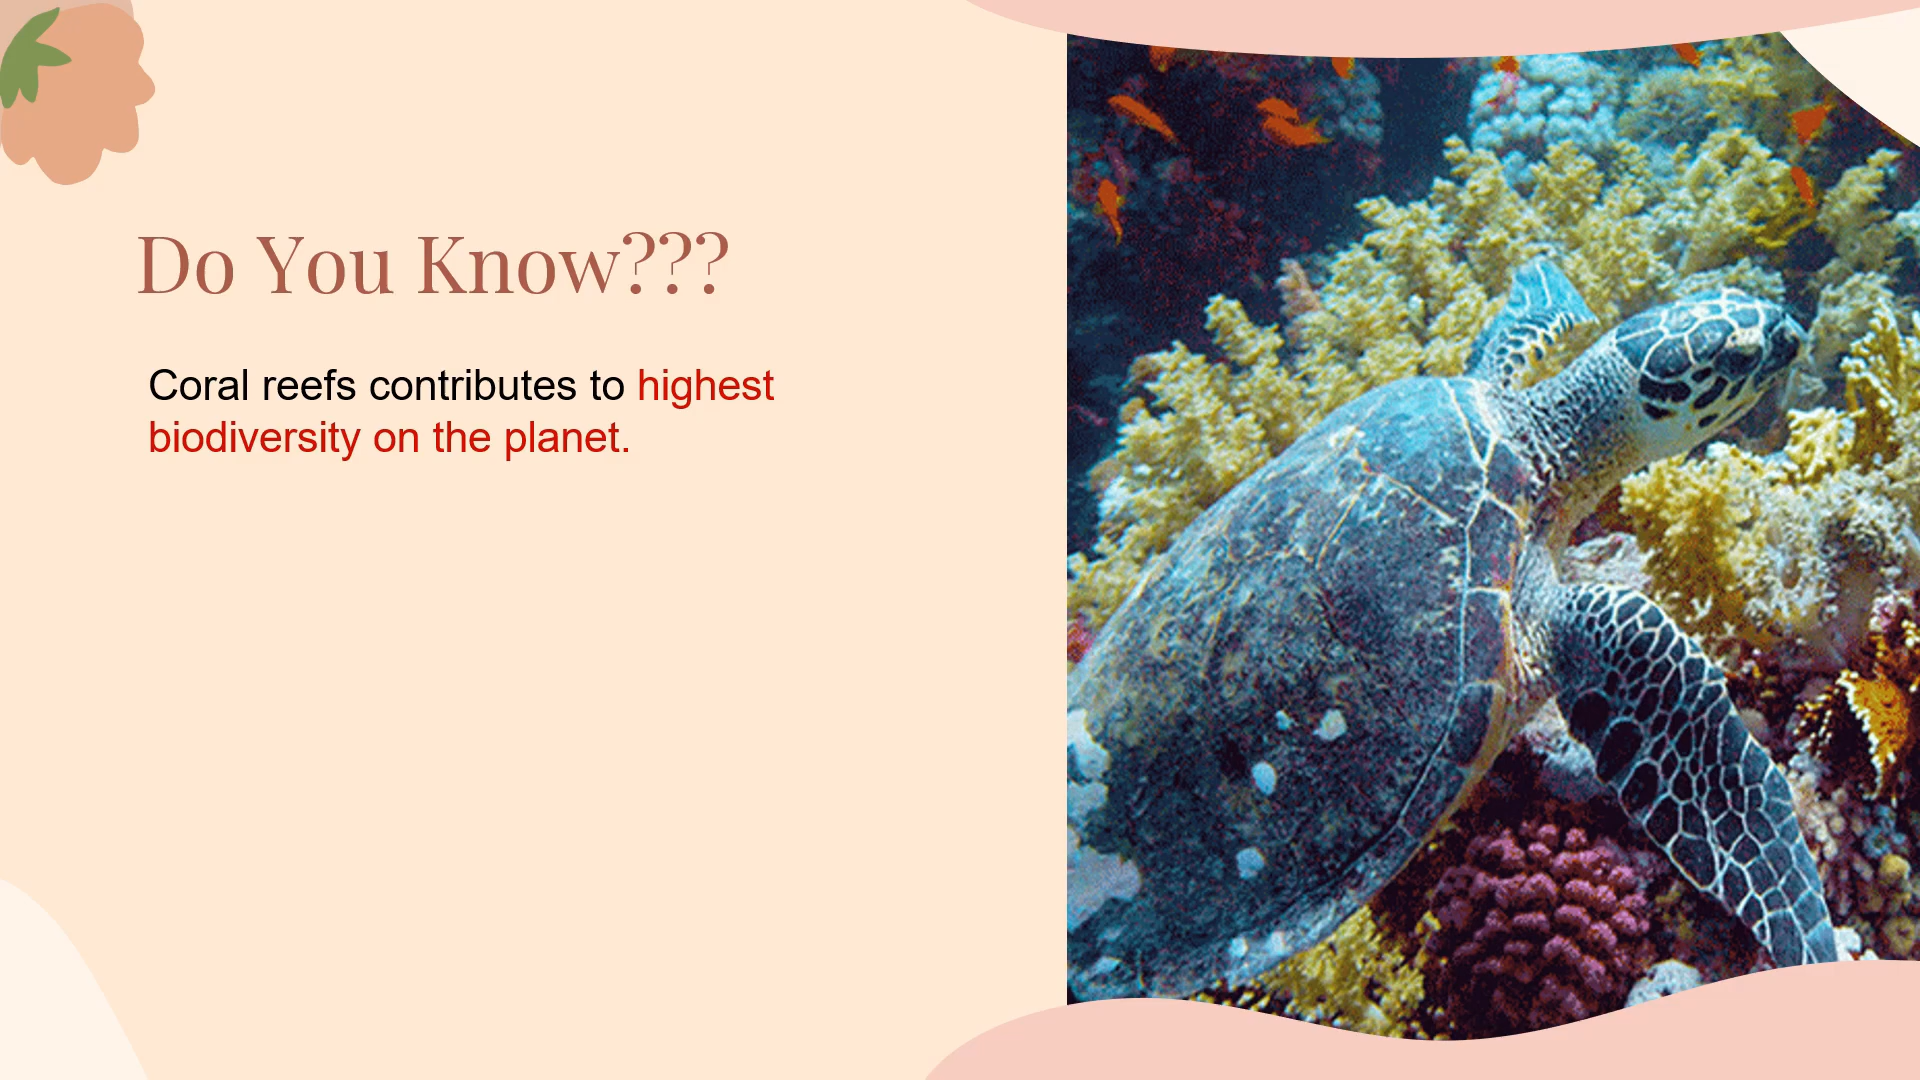 Do You Know???
Coral reefs contributes to highest
biodiversity on the planet.